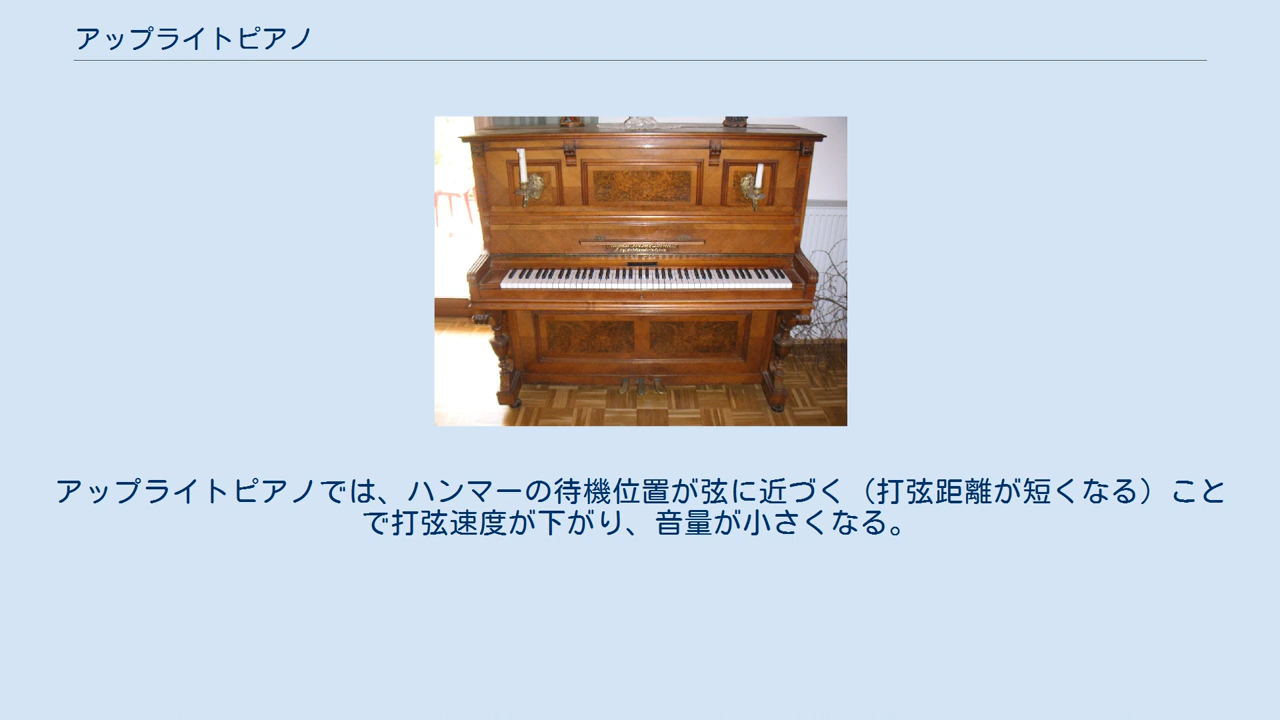 アップライトピアノ
アップライトピアノでは、ハンマーの待機位置が弦に近づく（打弦距離が短くなる）こと
で打弦速度が下がり、音量が小さくなる。